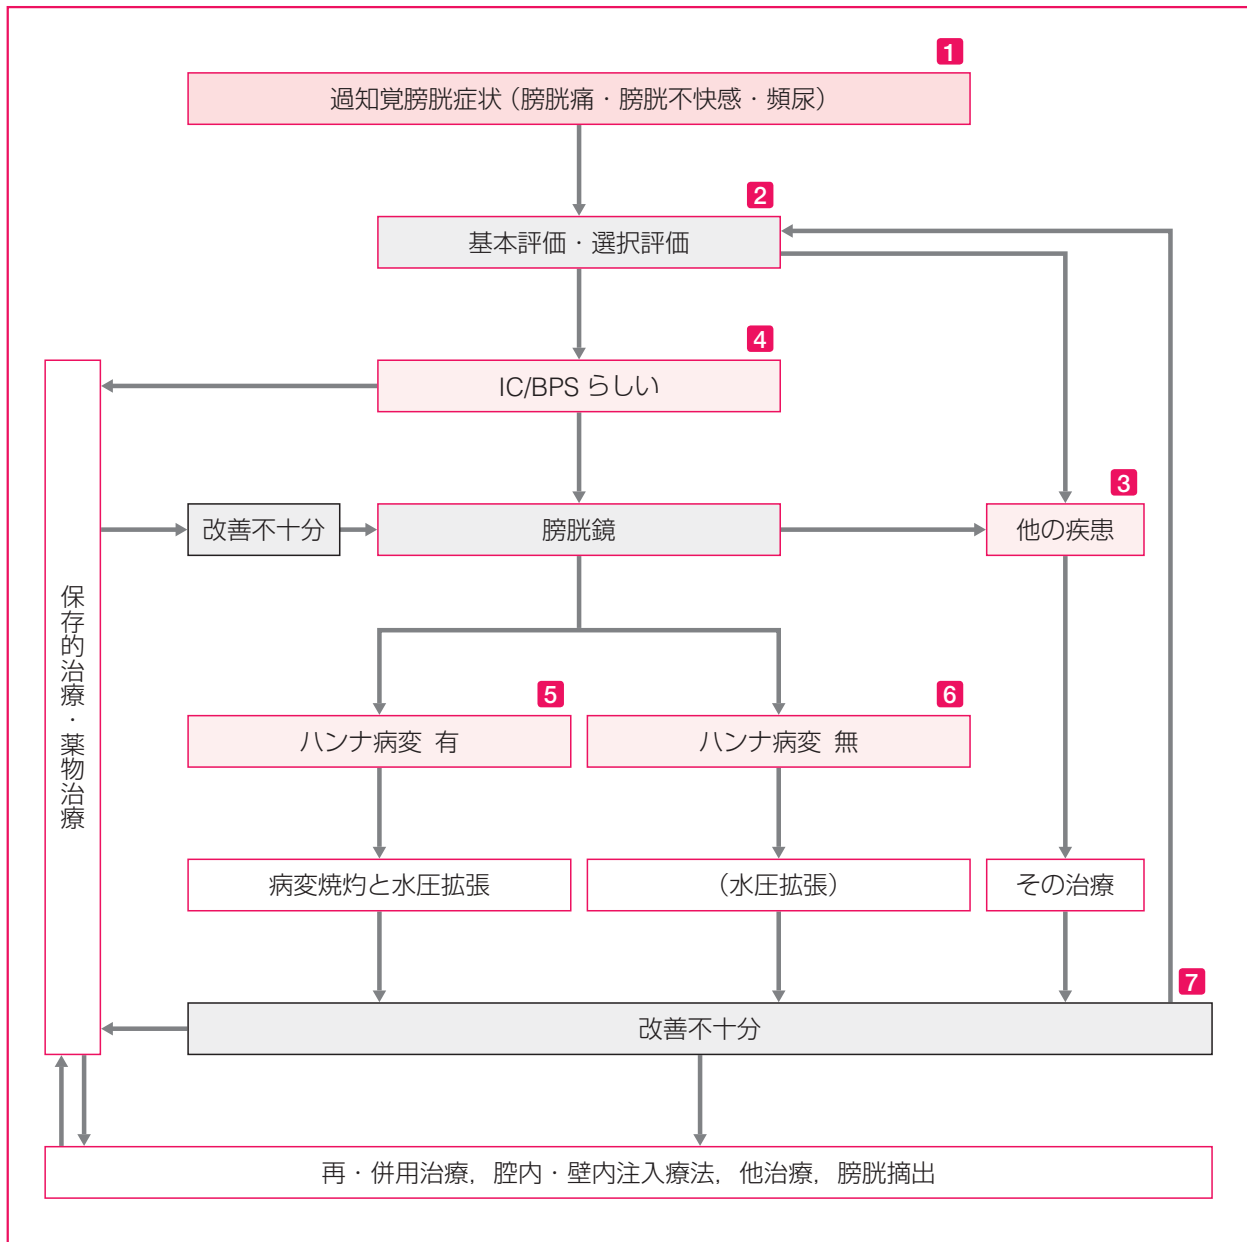 1
過知覚膀胱症状（膀胱痛・膀胱不快感・頻尿）
2
基本評価・選択評価
4
IC/BPS らしい
3
改善不十分
膀胱鏡
他の疾患
保存的治療・薬物治療
5
6
ハンナ病変 有
ハンナ病変 無
病変焼灼と水圧拡張
（水圧拡張）
その治療
7
改善不十分
再・併用治療，腔内・壁内注入療法，他治療，膀胱摘出